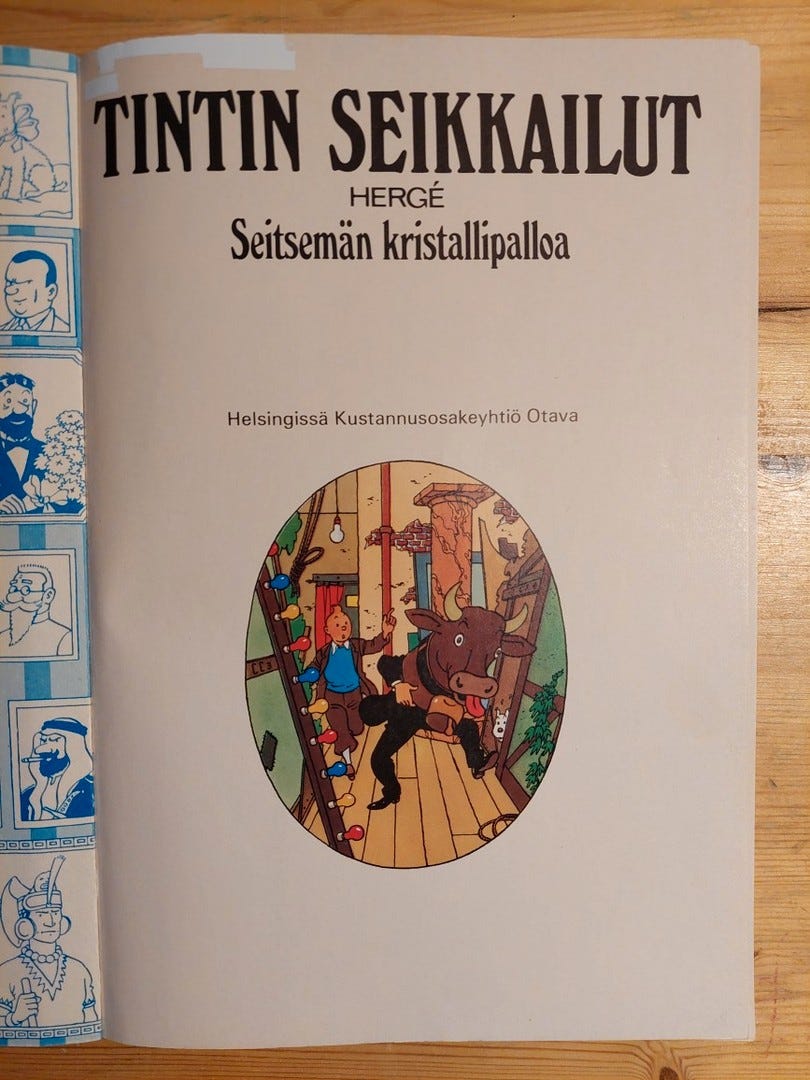 TINTIN SEIKKAILUT
HERGÉ
Seitsemän kristallipalloa
Helsingissä Kustannusosakeyhtiö Otava